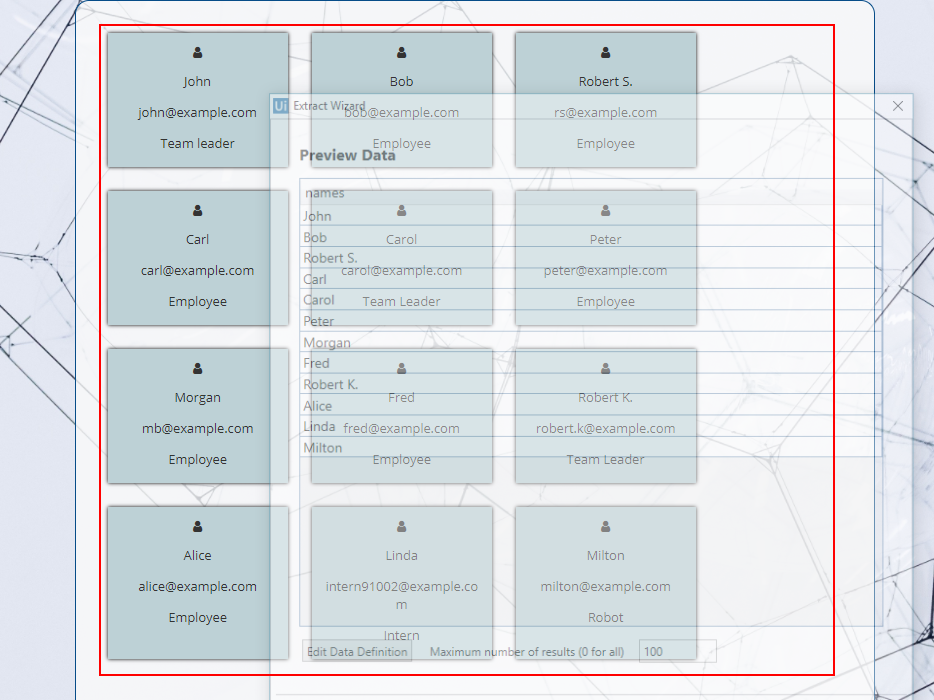 John
john@example.com
Team leader
Bob
bob@example.com
Employee
Robert S.
rs@example.com
Employee
Carl
carl@example.com
Employee
Carol
carol@example.com
Team Leader
Peter
peter@example.com
Employee
Morgan
mb@example.com
Employee
Fred
fred@example.com
Employee
Robert K.
robert.k@example.com
Team Leader
Alice
alice@example.com
Employee
Linda
intern91002@example.co
m
Intern
Milton
milton@example.com
Robot
Ui Extract Wizard
Preview Data
names
John
Bob
Robert S.
Carl
Carol
Peter
Morgan
Fred
Robert K.
Alice
Linda
Milton
Edit Data Definition Maximum number of results (0 for all) 100